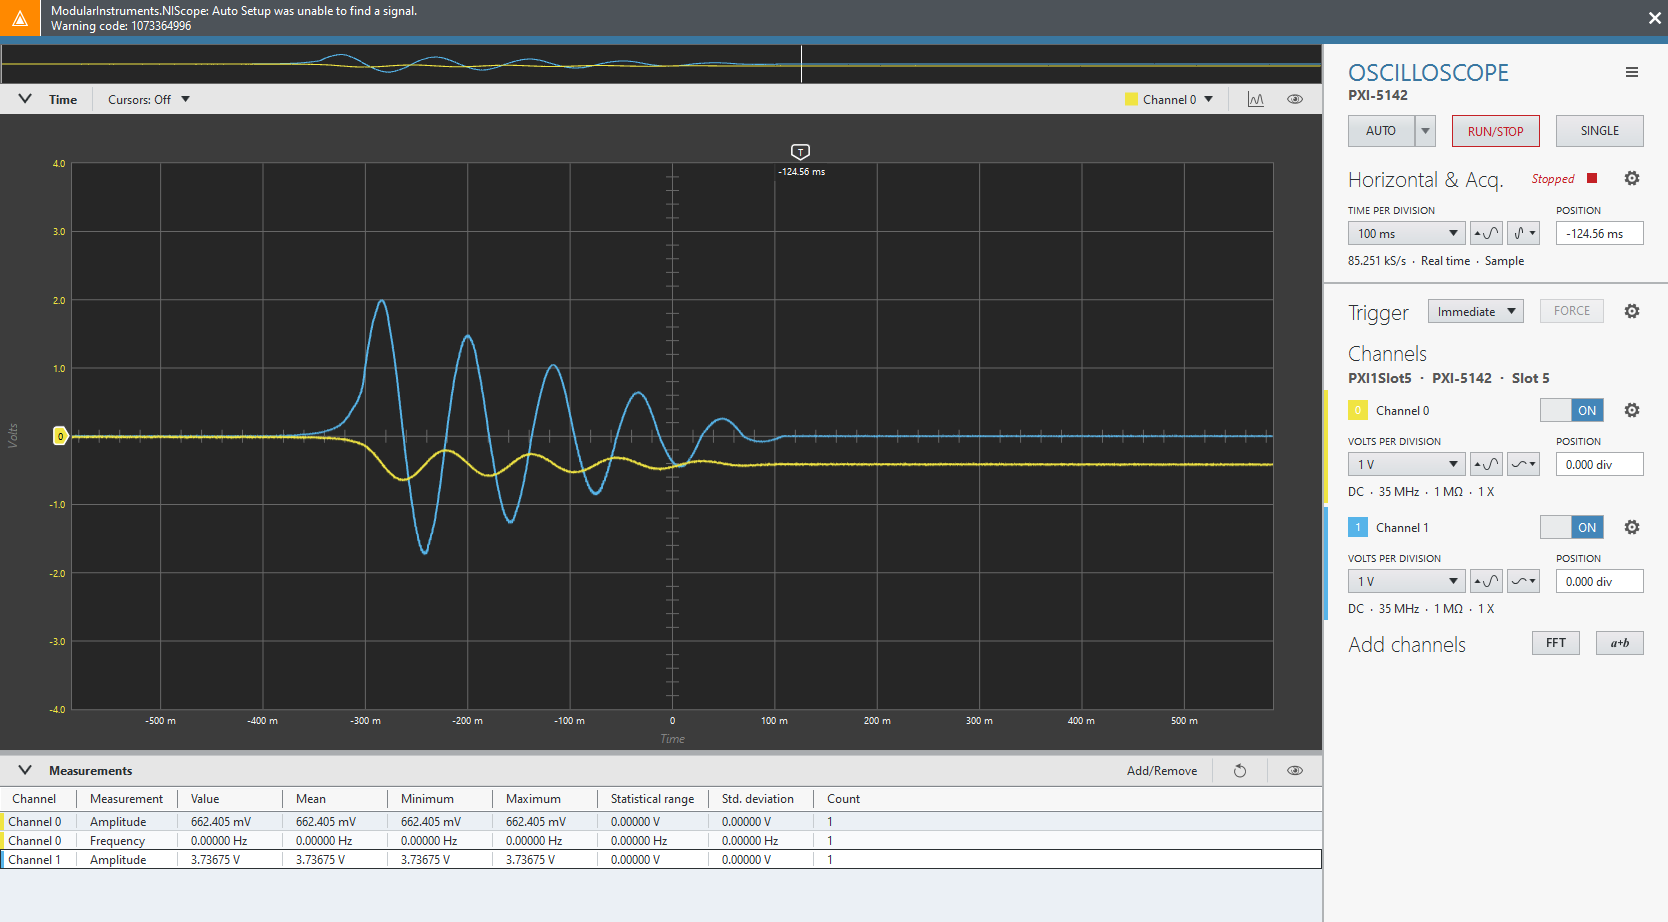 ModularInstruments.NIScope: Auto Setup was unable to find a signal.
Warning code: 1073364996
Time
Cursors: Off
Channel 0
T
-124.56 ms
4.0
3.0
2.0
1.0
0
-1.0
-2.0
-3.0
-4.0
Volts
-500 m -400 m -300 m -200 m -100 m 0 100 m 200 m 300 m 400 m 500 m
Time
Measurements
Add/Remove
Channel Measurement Value Mean Minimum Maximum Statistical range Std. deviation Count
Channel 0 Amplitude 662.405 mV 662.405 mV 662.405 mV 662.405 mV 0.00000 V 0.00000 V 1
Channel 0 Frequency 0.00000 Hz 0.00000 Hz 0.00000 Hz 0.00000 Hz 0.00000 Hz 0.00000 Hz 1
Channel 1 Amplitude 3.73675 V 3.73675 V 3.73675 V 3.73675 V 0.00000 V 0.00000 V 1
OSCILLOSCOPE
PXI-5142
AUTO RUN/STOP SINGLE
Horizontal & Acq. Stopped
TIME PER DIVISION POSITION
100 ms -124.56 ms
85.251 kS/s · Real time · Sample
Trigger Immediate FORCE
Channels
PXI1Slot5 · PXI-5142 · Slot 5
0 Channel 0 ON
VOLTS PER DIVISION POSITION
1 V 0.000 div
DC · 35 MHz · 1 MΩ · 1 X
1 Channel 1 ON
VOLTS PER DIVISION POSITION
1 V 0.000 div
DC · 35 MHz · 1 MΩ · 1 X
Add channels FFT a+b